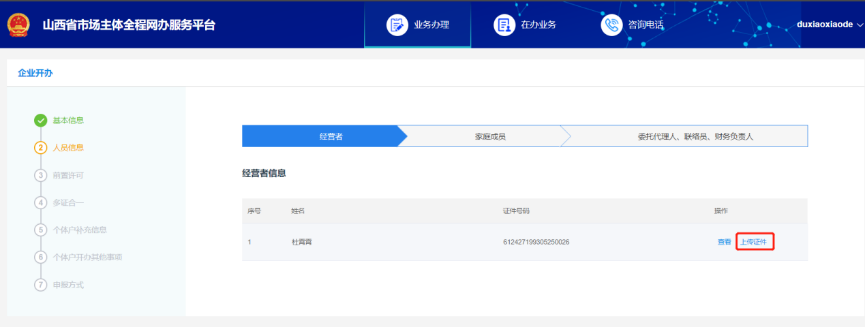 山西省市场主体全程网办服务平台
业务办理
在办业务
咨询电话
duxiaoxiaode
企业开办
基本信息
2 人员信息
3 前置许可
4 多证合一
5 个体户补充信息
6 个体户开办其他事项
7 申报方式
经营者
家庭成员
委托代理人、联络员、财务负责人
经营者信息
序号 姓名 证件号码 操作
1 杜霄霄 612427199305250026 查看 上传证件